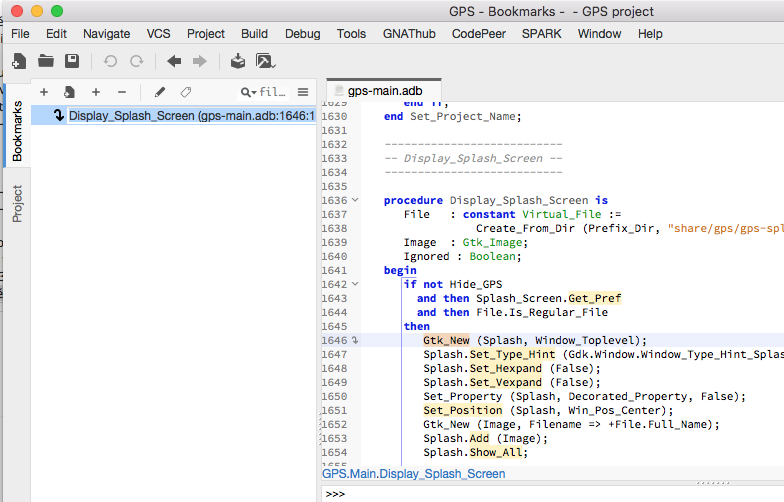 GPS - Bookmarks -  - GPS project
File Edit Navigate VCS Project Build Debug Tools GNAThub CodePeer SPARK Window Help
fil...
Bookmarks
Project
Display_Splash_Screen (gps-main.adb:1646:1
gps-main.adb
1629 end if;
1630 end Set_Project_Name;
1631
1632 ---------------------------
1633 -- Display_Splash_Screen --
1634 ---------------------------
1635
1636 procedure Display_Splash_Screen is
1637 File   : constant Virtual_File :=
1638 Create_From_Dir (Prefix_Dir, "share/gps/gps-spl
1639 Image  : Gtk_Image;
1640 Ignored : Boolean;
1641 begin
1642 if not Hide_GPS
1643 and then Splash_Screen.Get_Pref
1644 and then File.Is_Regular_File
1645 then
1646 Gtk_New (Splash, Window_Toplevel);
1647 Splash.Set_Type_Hint (Gdk.Window.Window_Type_Hint_Splas
1648 Splash.Set_Hexpand (False);
1649 Splash.Set_Vexpand (False);
1650 Set_Property (Splash, Decorated_Property, False);
1651 Set_Position (Splash, Win_Pos_Center);
1652 Gtk_New (Image, Filename => +File.Full_Name);
1653 Splash.Add (Image);
1654 Splash.Show_All;
1655
GPS.Main.Display_Splash_Screen
>>>